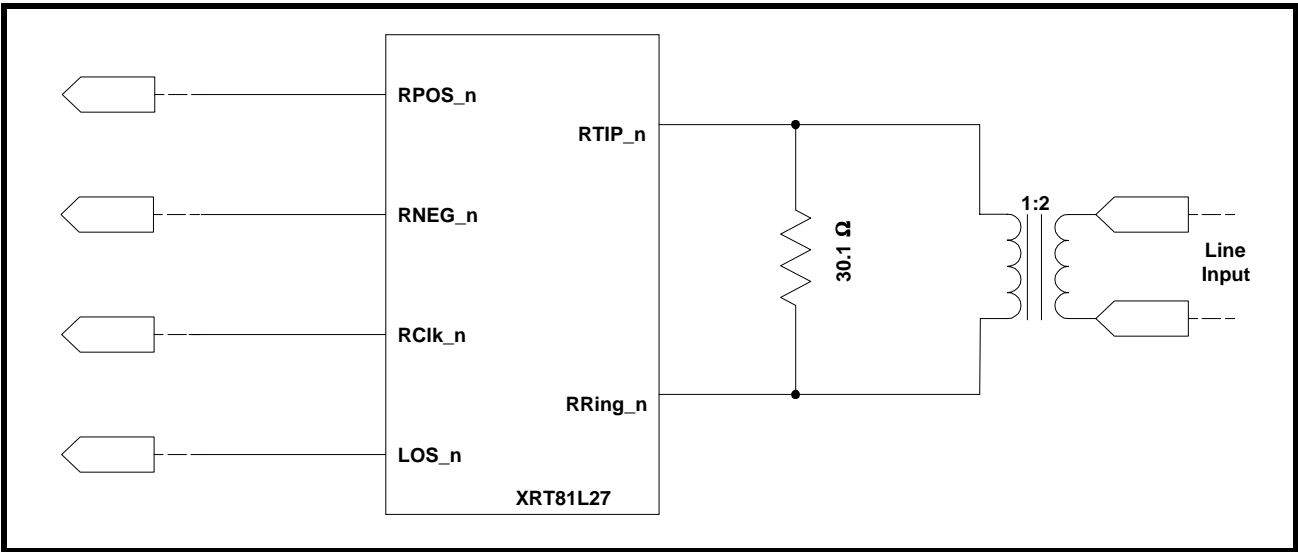 RPOS_n
RNEG_n
RClk_n
LOS_n
RTIP_n
RRing_n
XRT81L27
30.1 Ω
1:2
Line
Input